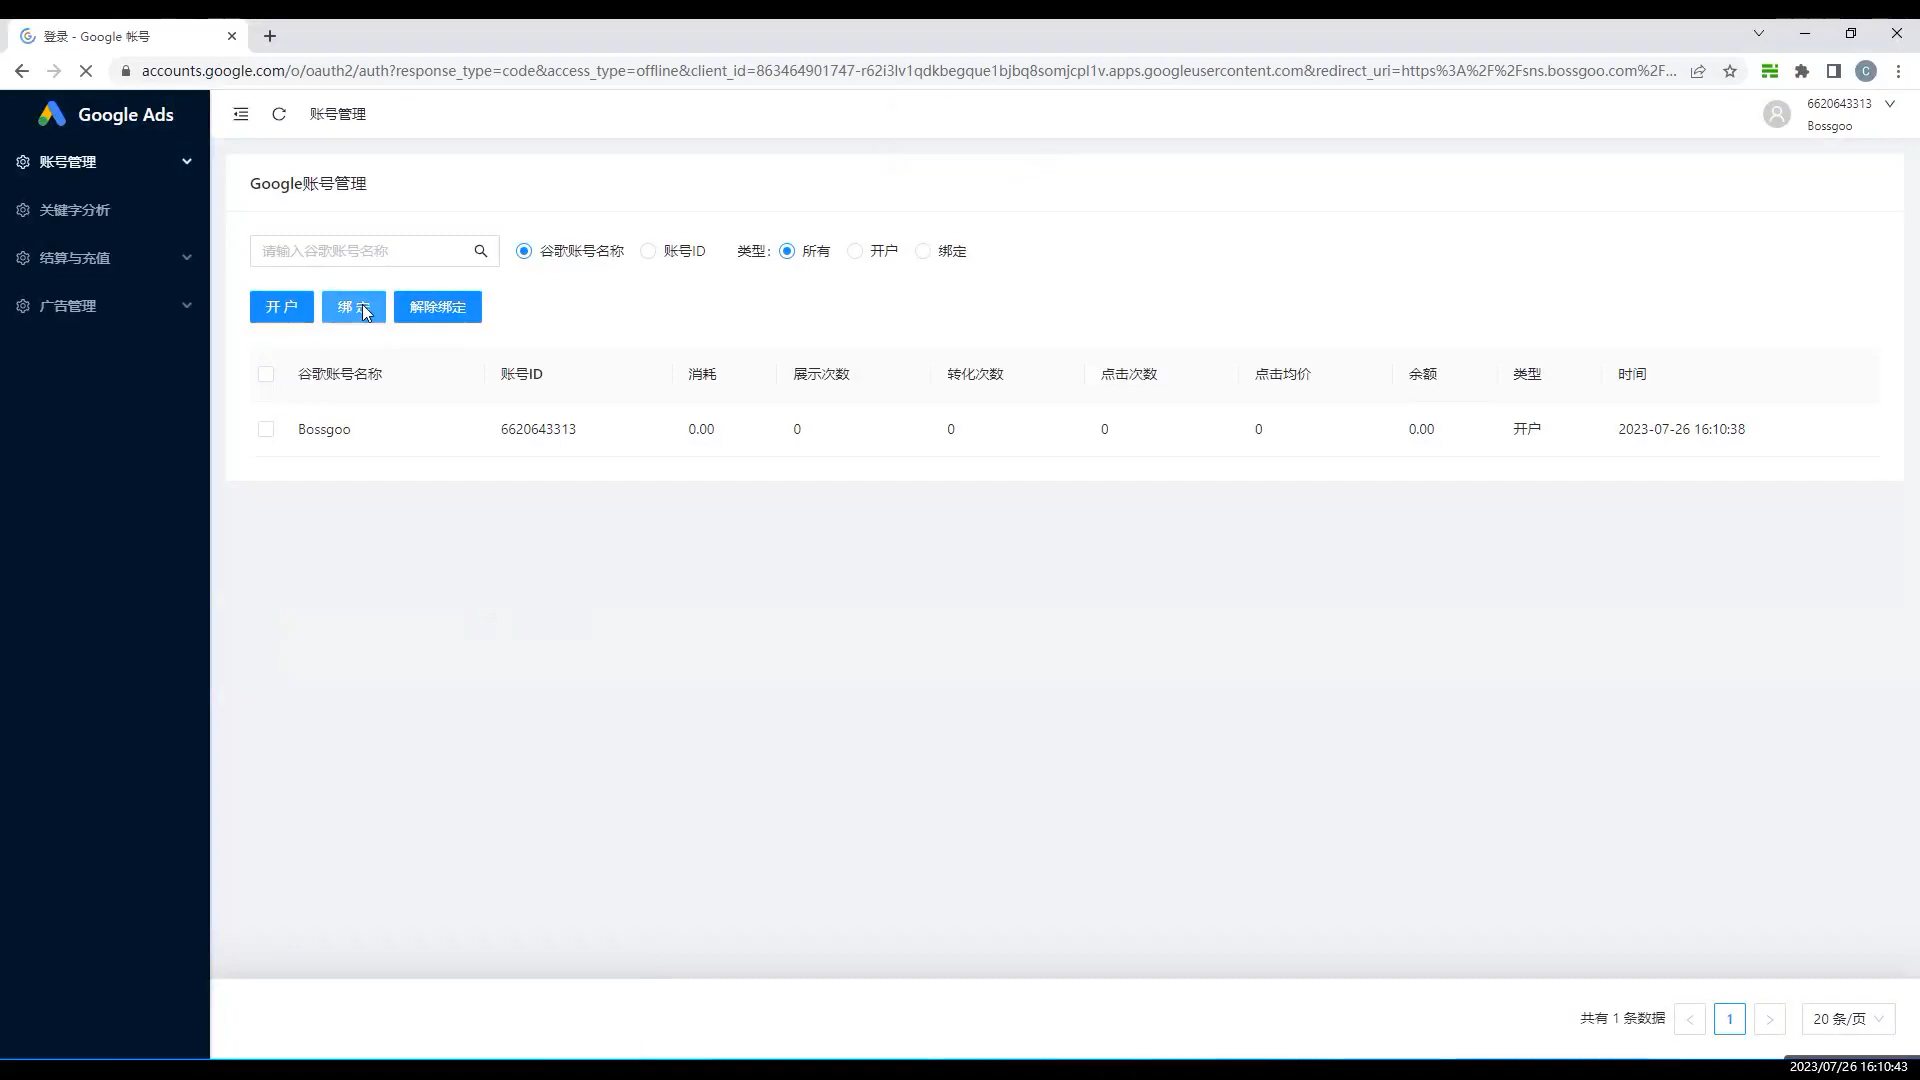 登录 - Google 帐号
accounts.google.com/o/oauth2/auth?response_type=code&access_type=offline&client_id=863464901747-r62i3lv1qdkbegque1bjbq8somjcpl1v.apps.googleusercontent.com&redirect_uri=https%3A%2F%2Fsns.bossgoo.com%2F...
C
Google Ads
账号管理
6620643313
Bossgoo
账号管理
关键字分析
结算与充值
广告管理
Google账号管理
请输入谷歌账号名称
谷歌账号名称 账号ID 类型: 所有 开户 绑定
开 户 绑 解除绑定
谷歌账号名称 账号ID 消耗 展示次数 转化次数 点击次数 点击均价 余额 类型 时间
Bossgoo 6620643313 0.00 0 0 0 0 0.00 开户 2023-07-26 16:10:38
共有 1 条数据 < 1 > 20 条/页
2023/07/26 16:10:43